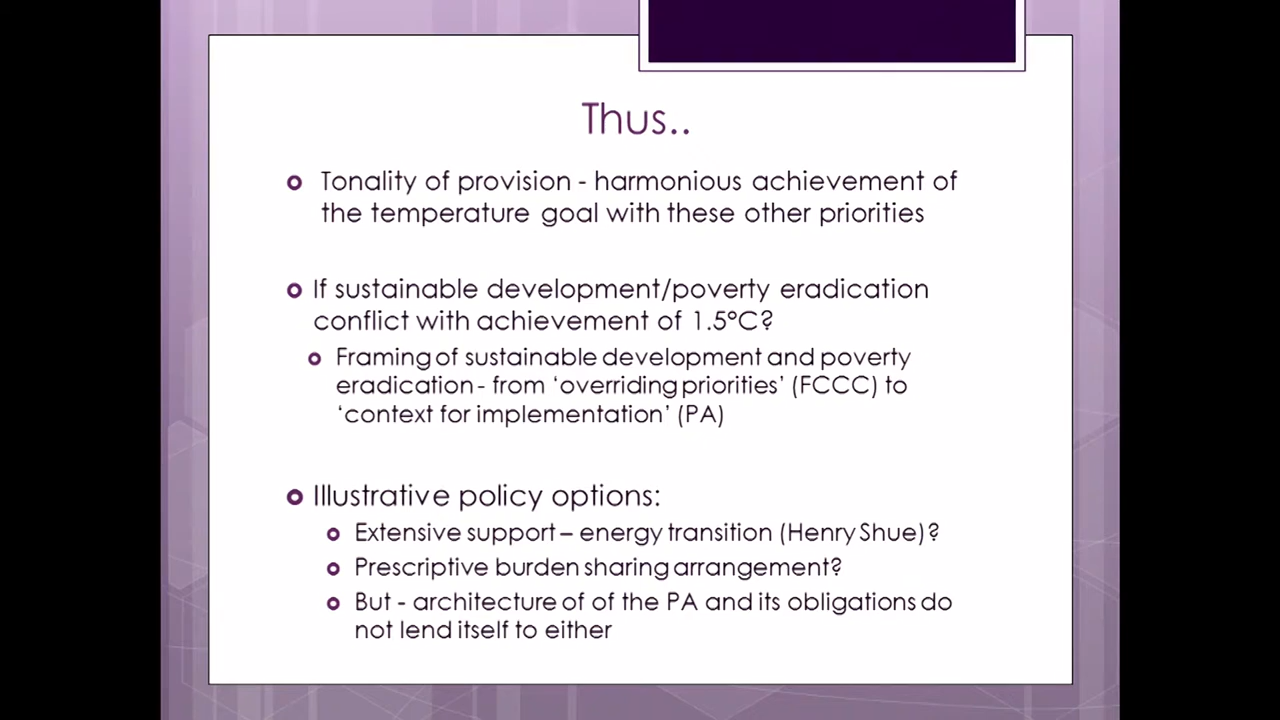 Thus..
Tonality of provision - harmonious achievement of
the temperature goal with these other priorities
If sustainable development/poverty eradication
conflict with achievement of 1.5°C?
Framing of sustainable development and poverty
eradication - from ‘overriding priorities’ (FCCC) to
‘context for implementation’ (PA)
Illustrative policy options:
Extensive support – energy transition (Henry Shue)?
Prescriptive burden sharing arrangement?
But - architecture of of the PA and its obligations do
not lend itself to either